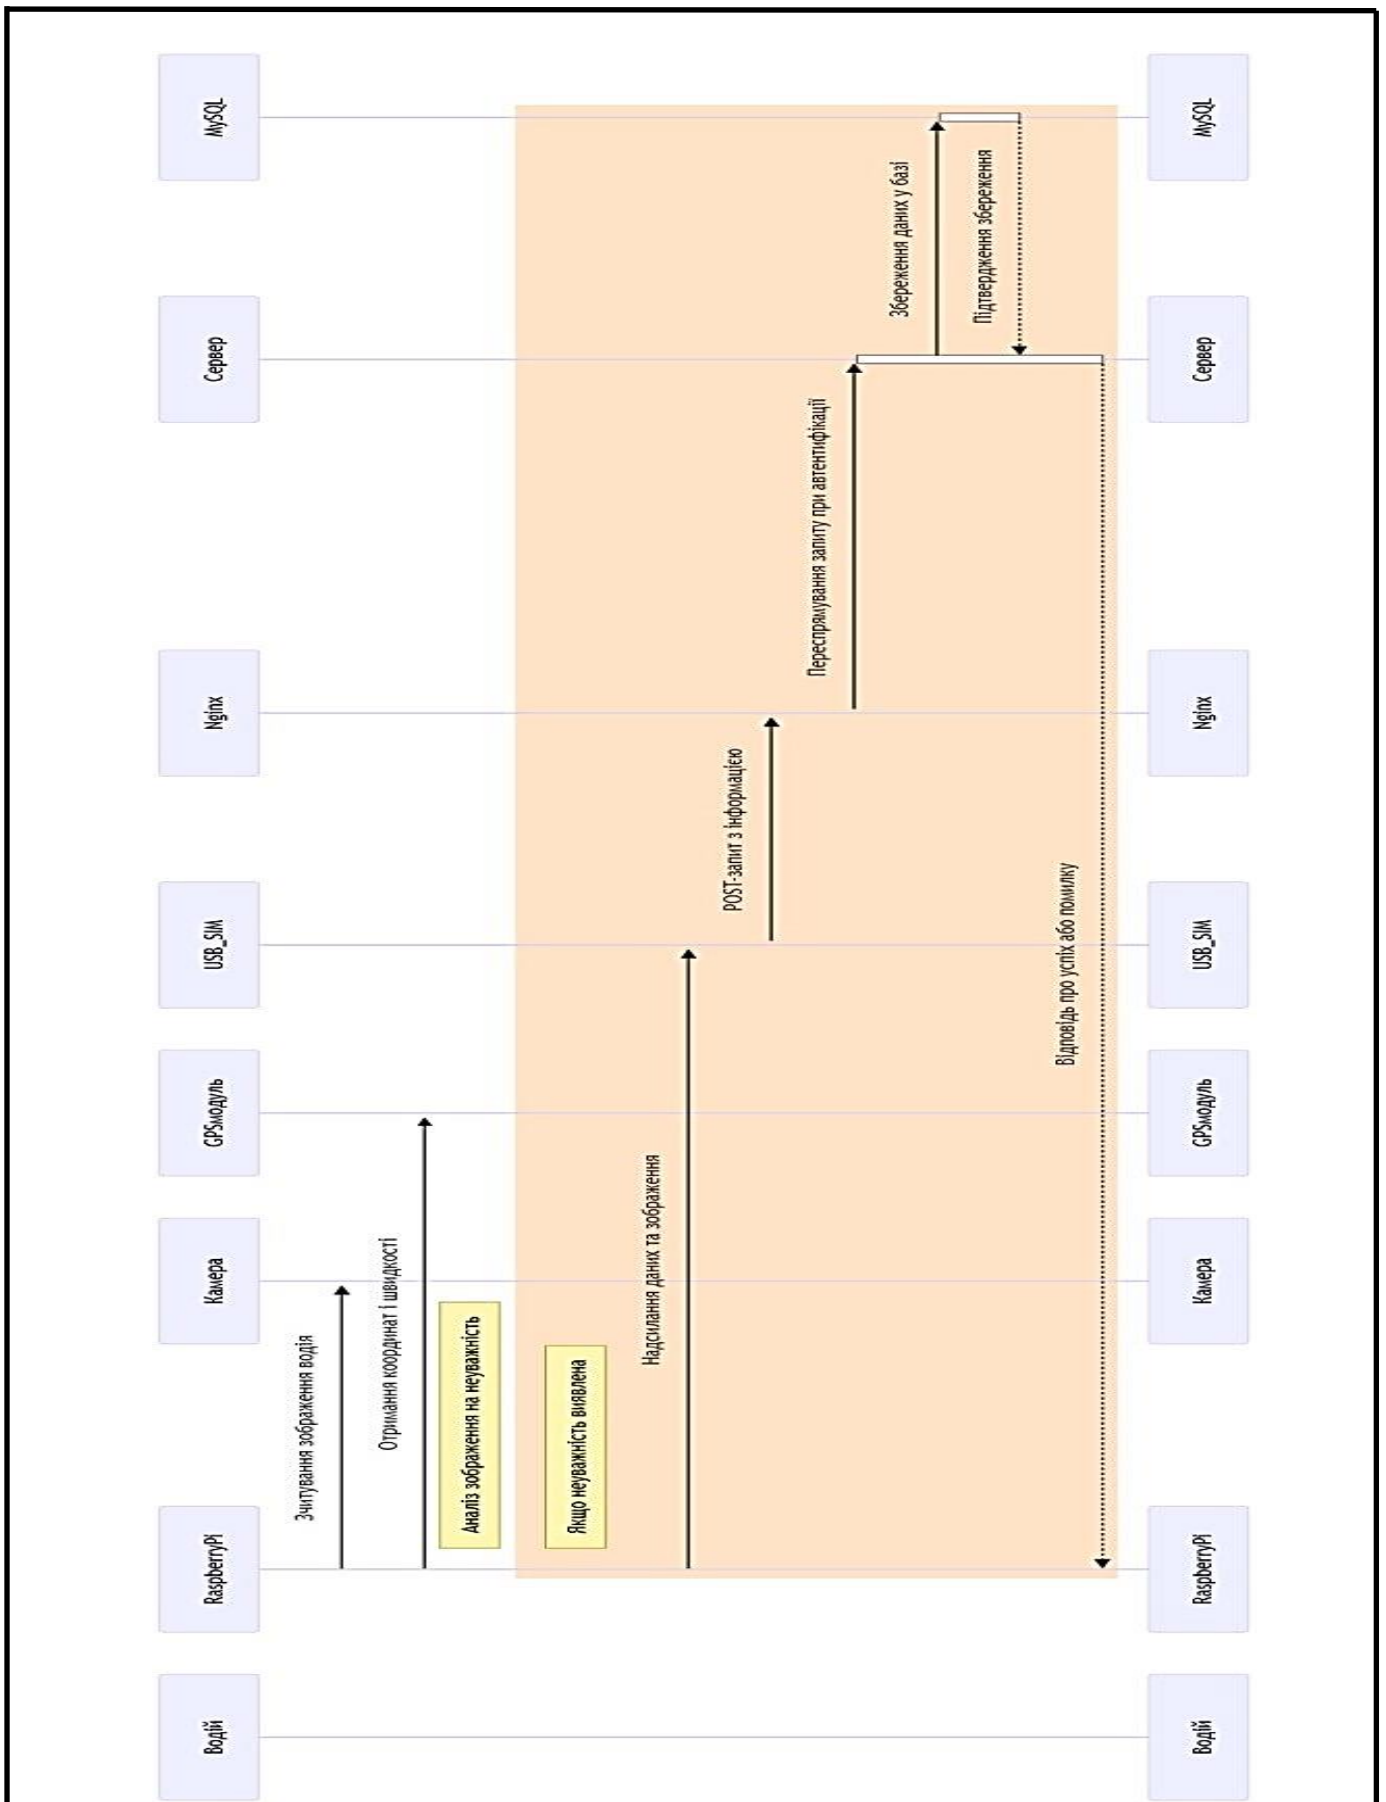 Водій
RaspberryPi
Камера
GPSмодуль
USB_SIM
Nginx
Сервер
MySQL
Зчитування зображення водія
Отримання координат і швидкості
Аналіз зображення на неуважність
Якщо неуважність виявлена
Надсилання даних та зображення
POST-запит з інформацією
Переспрямування запиту при автентифікації
Збереження даних у базі
Підтвердження збереження
Відповідь про успіх або помилку
Водій
RaspberryPi
Камера
GPSмодуль
USB_SIM
Nginx
Сервер
MySQL